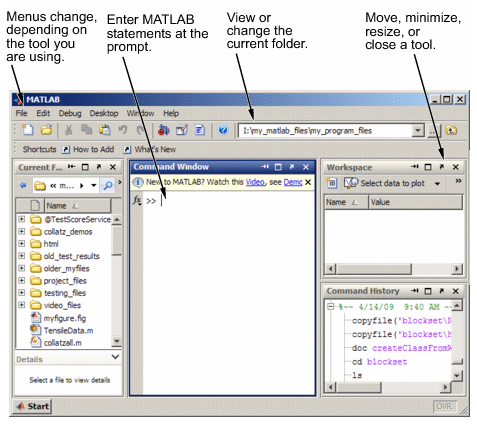 Menus change,
depending on
the tool you
are using.
Enter MATLAB
statements at the
prompt.
View or
change the
current folder.
Move, minimize,
resize, or
close a tool.
MATLAB
File Edit Debug Desktop Window Help
I:\my_matlab_files\my_program_files
Shortcuts How to Add What's New
Current F...
« m...
Name
@TestScoreService
collatz_demos
html
old_test_results
older_myfiles
project_files
testing_files
video_files
myfigure.fig
TensileData.m
collatzall.m
Details
Select a file to view details
Command Window
New to MATLAB? Watch this Video, see Demo
fx >>
Workspace
Select data to plot
Name Value
Command History
%-- 4/14/09 9:40 AM --
copyfile('blockset\
copyfile('blockset\
doc createClassFrom
cd blockset
ls
Start
OVR